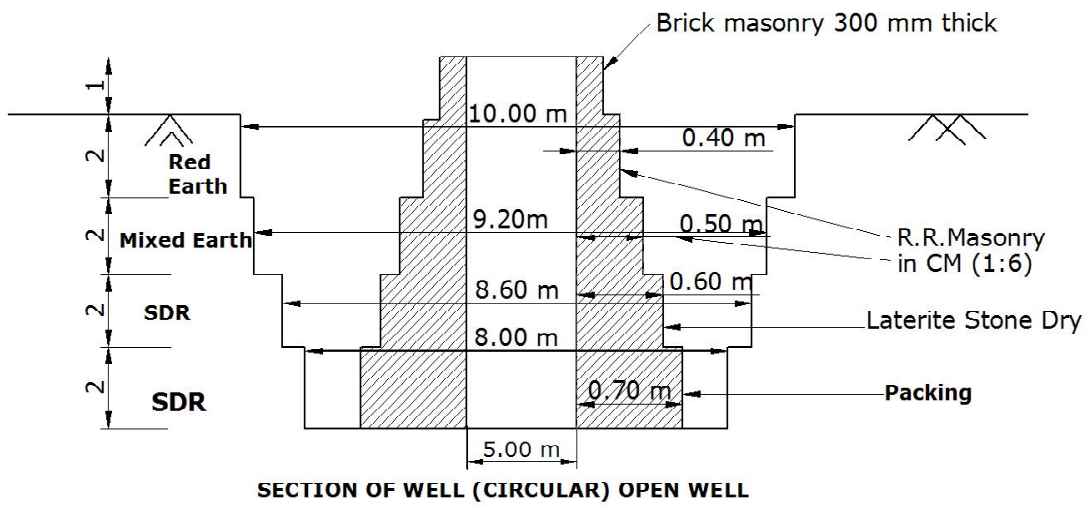 Brick masonry 300 mm thick
1
10.00 m
2
Red
Earth
0.40 m
2
Mixed Earth
9.20m
0.50 m
R.R.Masonry
in CM (1:6)
2
SDR
8.60 m
0.60 m
Laterite Stone Dry
8.00 m
2
SDR
0.70 m
Packing
5.00 m
SECTION OF WELL (CIRCULAR) OPEN WELL